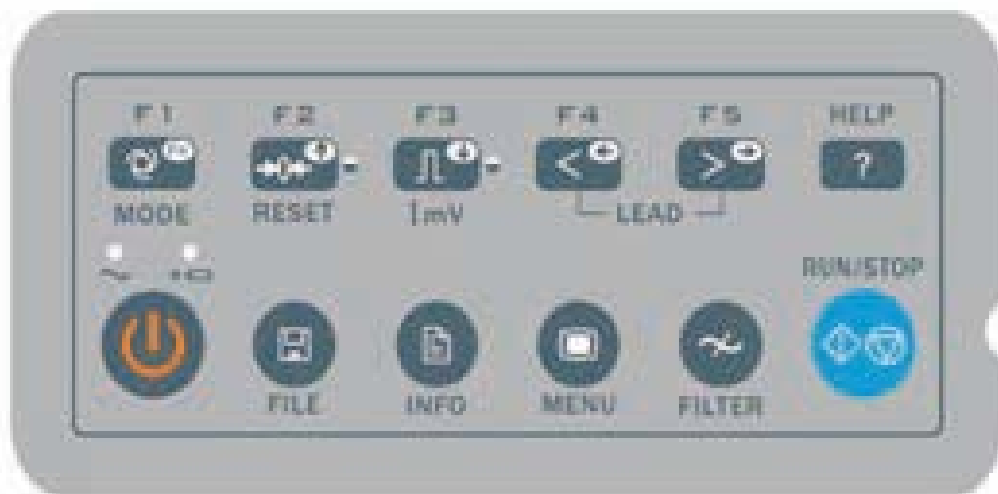 F1 F2 F3 F4 F5 HELP
?
MODE RESET 1mV LEAD
RUN/STOP
FILE INFO MENU FILTER